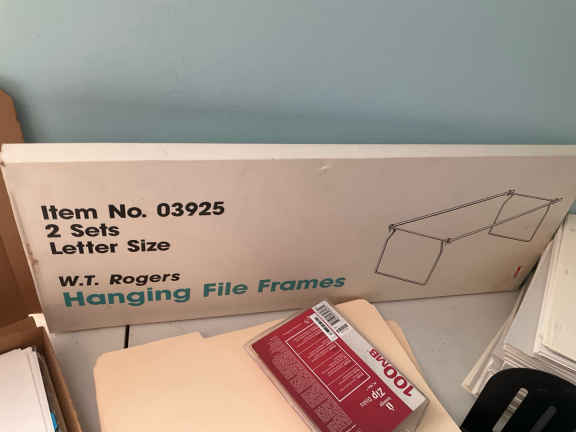 Item No. 03925
2 Sets
Letter Size
W.T. Rogers
Hanging File Frames
100MB
Zip